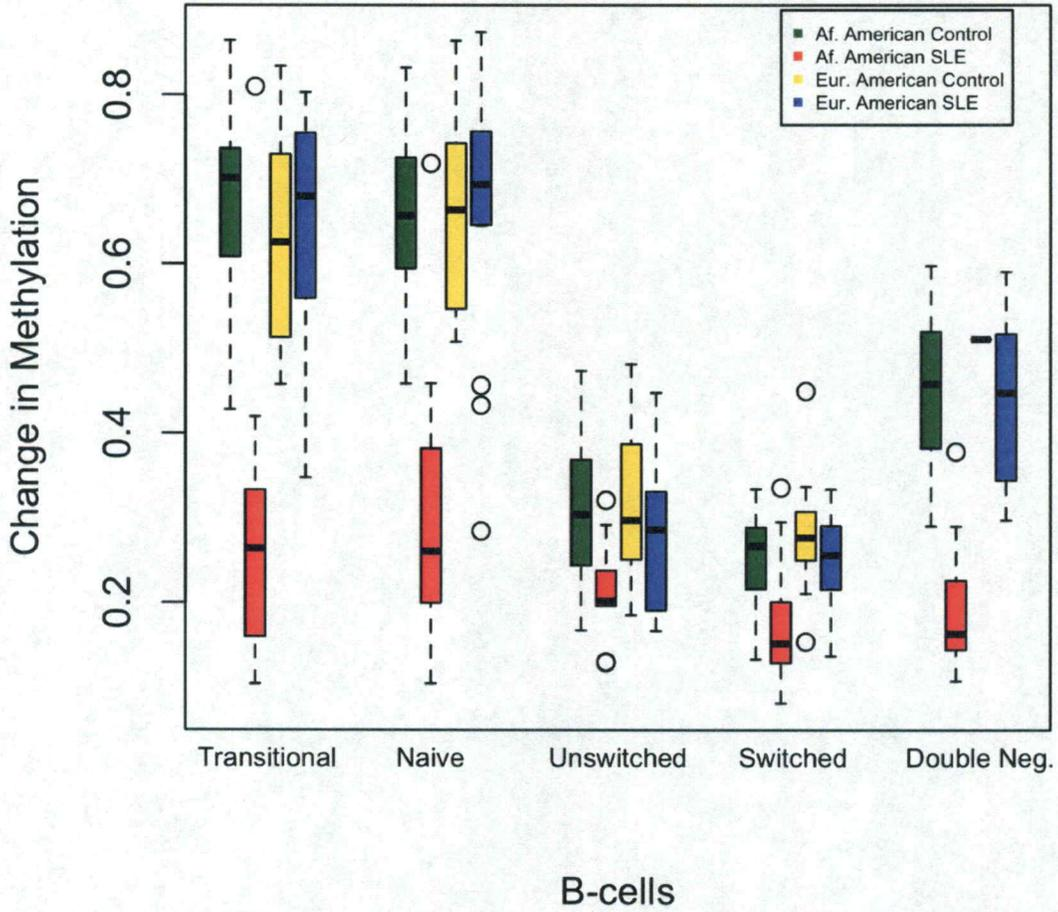 Af. American Control
Af. American SLE
Eur. American Control
Eur. American SLE
Change in Methylation
0.8
0.6
0.4
0.2
Transitional Naive Unswitched Switched Double Neg.
B-cells